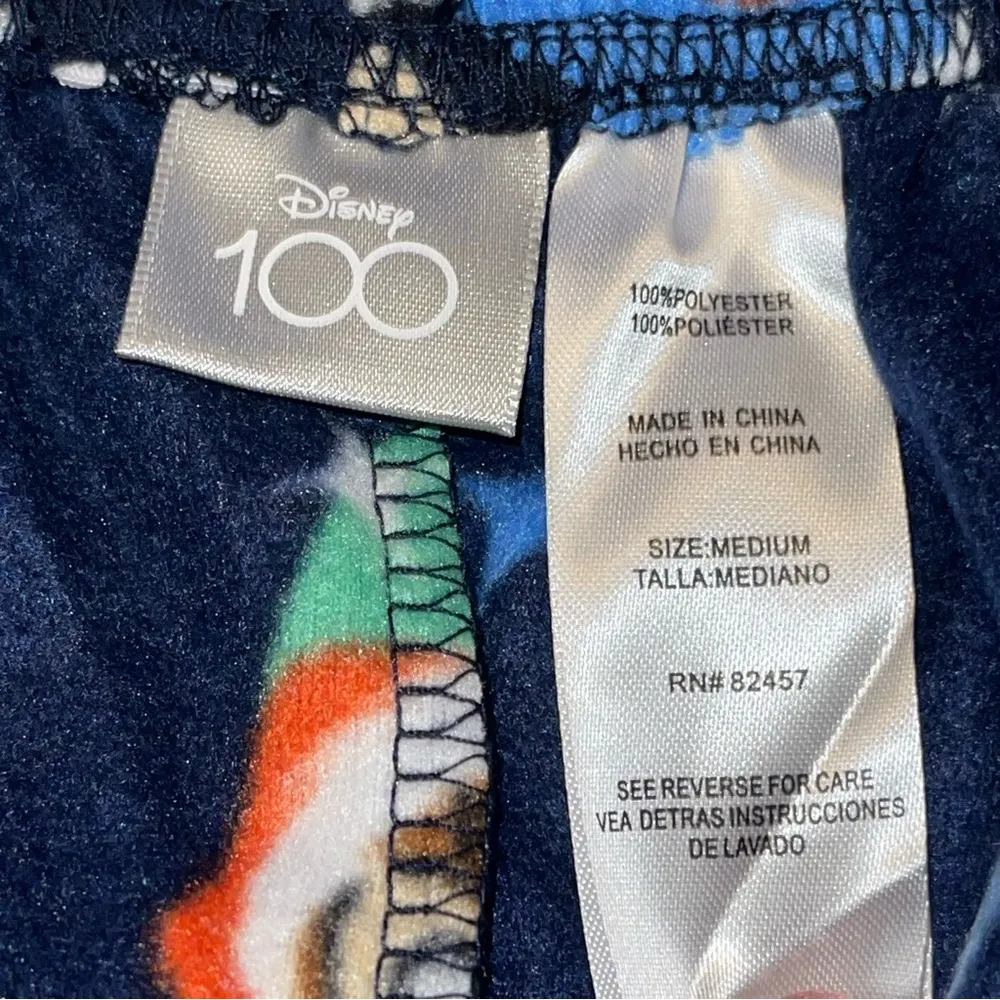 Disney
100
100%POLYESTER
100%POLIÉSTER
MADE IN CHINA
HECHO EN CHINA
SIZE:MEDIUM
TALLA:MEDIANO
RN# 82457
SEE REVERSE FOR CARE
VEA DETRAS INSTRUCCIONES
DE LAVADO